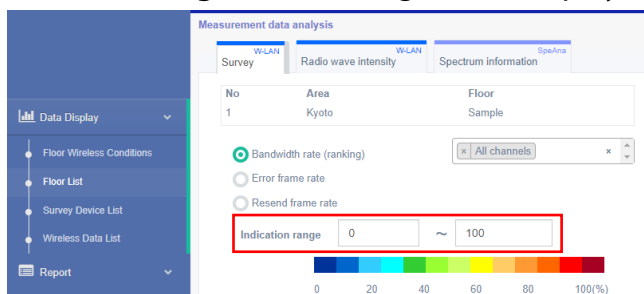 Measurement data analysis
W-LAN
Survey
W-LAN
Radio wave intensity
SpeAna
Spectrum information
No Area Floor
1 Kyoto Sample
Data Display
Floor Wireless Conditions
Floor List
Survey Device List
Wireless Data List
Report
Bandwidth rate (ranking)
× All channels ×
Error frame rate
Resend frame rate
Indication range 0 ~ 100
0 20 40 60 80 100(%)